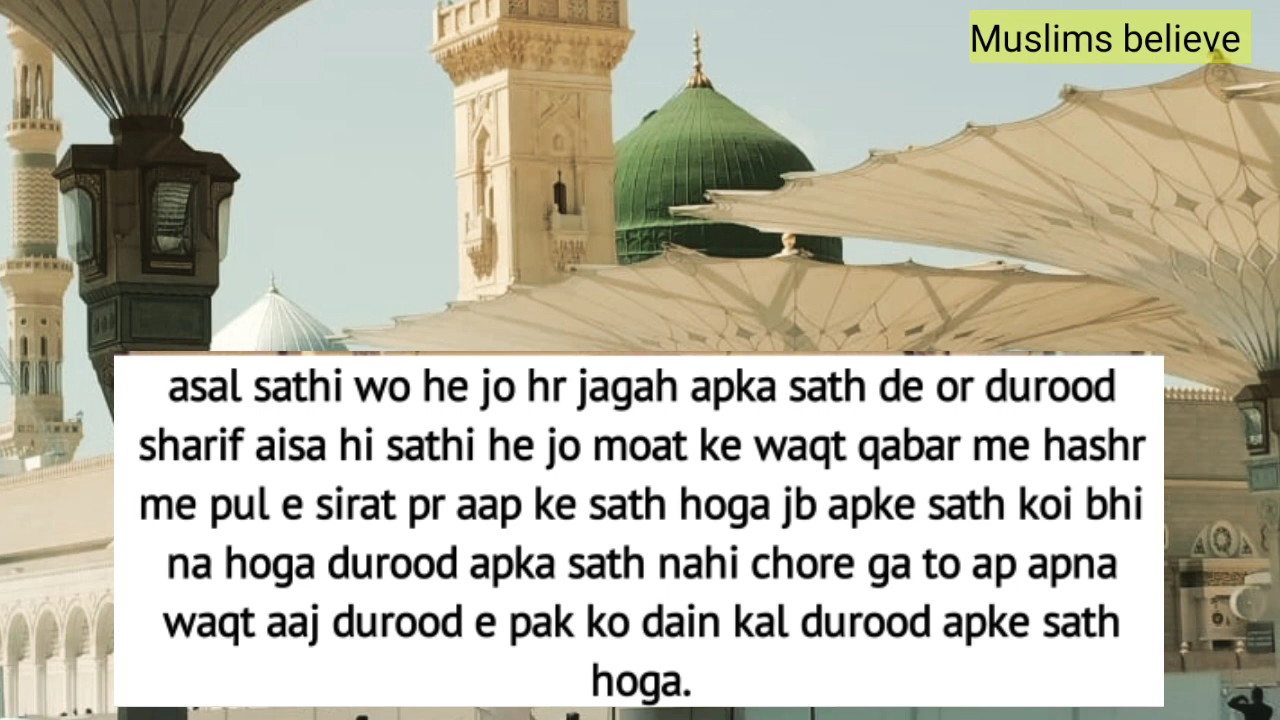 Muslims believe
asal sathi wo he jo hr jagah apka sath de or durood
sharif aisa hi sathi he jo moat ke waqt qabar me hashr
me pul e sirat pr aap ke sath hoga jb apke sath koi bhi
na hoga durood apka sath nahi chore ga to ap apna
waqt aaj durood e pak ko dain kal durood apke sath
hoga.